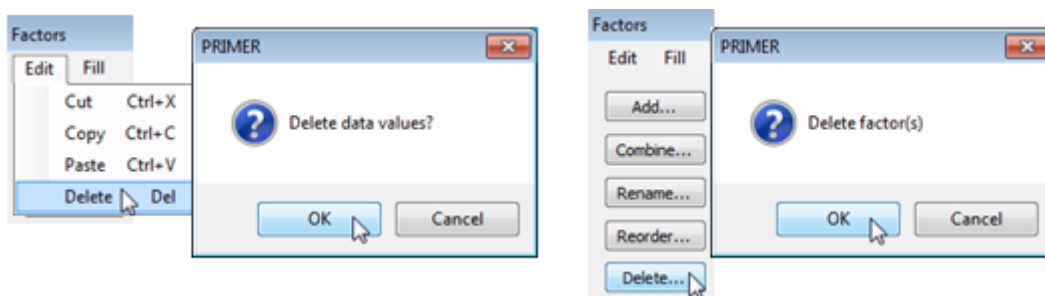 Factors
Edit Fill
Cut Ctrl+X
Copy Ctrl+C
Paste Ctrl+V
Delete Del
PRIMER
Delete data values?
OK Cancel
Factors
Edit Fill
Add...
Combine...
Rename...
Reorder...
Delete...
PRIMER
Delete factor(s)
OK Cancel